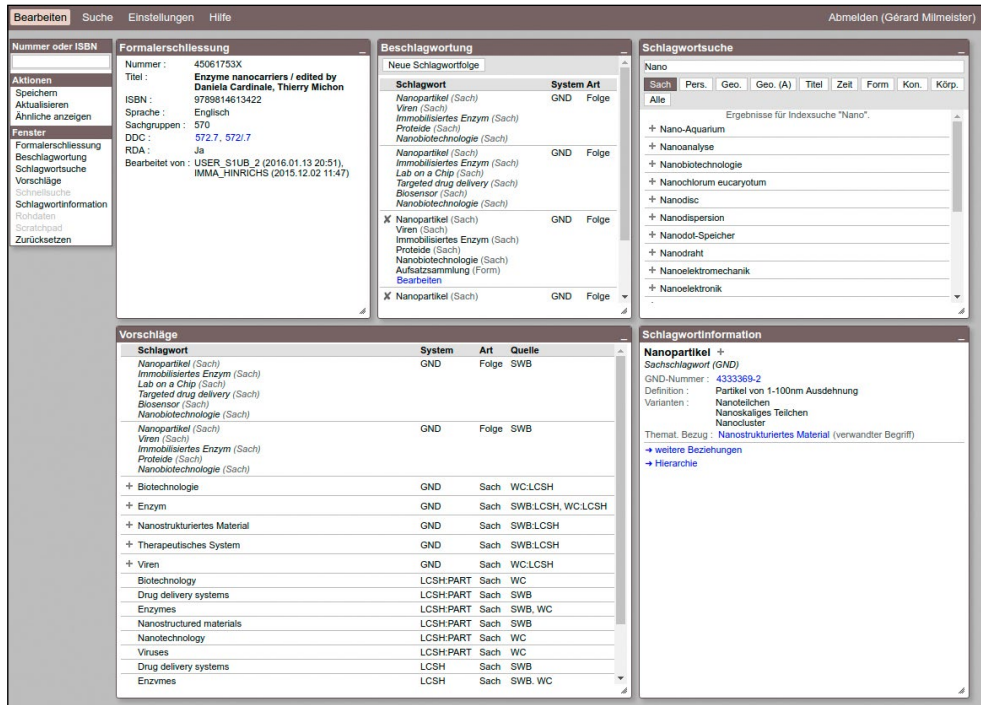 Bearbeiten Suche Einstellungen Hilfe Abmelden (Gérard Milmeister)
Nummer oder ISBN
Aktionen
Speichern
Aktualisieren
Ähnliche anzeigen
Fenster
Formalerschliessung
Beschlagwortung
Schlagwortsuche
Vorschläge
Schnellsuche
Schlagwortinformation
Rohdaten
Scratchpad
Zurücksetzen
Formalerschliessung _
Nummer : 45061753X
Titel : Enzyme nanocarriers / edited by
Daniela Cardinale, Thierry Michon
ISBN : 9789814613422
Sprache : Englisch
Sachgruppen : 570
DDC : 572.7, 572/.7
RDA : Ja
Bearbeitet von : USER_S1UB_2 (2016.01.13 20:51),
IMMA_HINRICHS (2015.12.02 11:47)
Beschlagwortung _
Neue Schlagwortfolge
Schlagwort System Art
Nanopartikel (Sach) GND Folge
Viren (Sach)
Immobilisiertes Enzym (Sach)
Proteide (Sach)
Nanobiotechnologie (Sach)
Nanopartikel (Sach) GND Folge
Immobilisiertes Enzym (Sach)
Lab on a Chip (Sach)
Targeted drug delivery (Sach)
Biosensor (Sach)
Nanobiotechnologie (Sach)
✘ Nanopartikel (Sach) GND Folge
Viren (Sach)
Immobilisiertes Enzym (Sach)
Proteide (Sach)
Nanobiotechnologie (Sach)
Aufsatzsammlung (Form)
Bearbeiten
✘ Nanopartikel (Sach) GND Folge
Schlagwortsuche _
Nano
Sach Pers. Geo. Geo. (A) Titel Zeit Form Kon. Körp.
Alle
Ergebnisse für Indexsuche "Nano".
+ Nano-Aquarium
+ Nanoanalyse
+ Nanobiotechnologie
+ Nanochlorum eucaryotum
+ Nanodisc
+ Nanodispersion
+ Nanodot-Speicher
+ Nanodraht
+ Nanoelektromechanik
+ Nanoelektronik
Vorschläge _
Schlagwort System Art Quelle
Nanopartikel (Sach) GND Folge SWB
Immobilisiertes Enzym (Sach)
Lab on a Chip (Sach)
Targeted drug delivery (Sach)
Biosensor (Sach)
Nanobiotechnologie (Sach)
Nanopartikel (Sach) GND Folge SWB
Viren (Sach)
Immobilisiertes Enzym (Sach)
Proteide (Sach)
Nanobiotechnologie (Sach)
+ Biotechnologie GND Sach WC:LCSH
+ Enzym GND Sach SWB:LCSH, WC:LCSH
+ Nanostrukturiertes Material GND Sach SWB:LCSH
+ Therapeutisches System GND Sach SWB:LCSH
+ Viren GND Sach WC:LCSH
Biotechnology LCSH:PART Sach WC
Drug delivery systems LCSH:PART Sach SWB
Enzymes LCSH:PART Sach SWB, WC
Nanostructured materials LCSH:PART Sach SWB
Nanotechnology LCSH:PART Sach WC
Viruses LCSH:PART Sach WC
Drug delivery systems LCSH Sach SWB
Enzymes LCSH Sach SWB, WC
Schlagwortinformation _
Nanopartikel +
Sachschlagwort (GND)
GND-Nummer : 4333369-2
Definition : Partikel von 1-100nm Ausdehnung
Varianten : Nanoteilchen
Nanoskaliges Teilchen
Nanocluster
Themat. Bezug : Nanostrukturiertes Material (verwandter Begriff)
→ weitere Beziehungen
→ Hierarchie